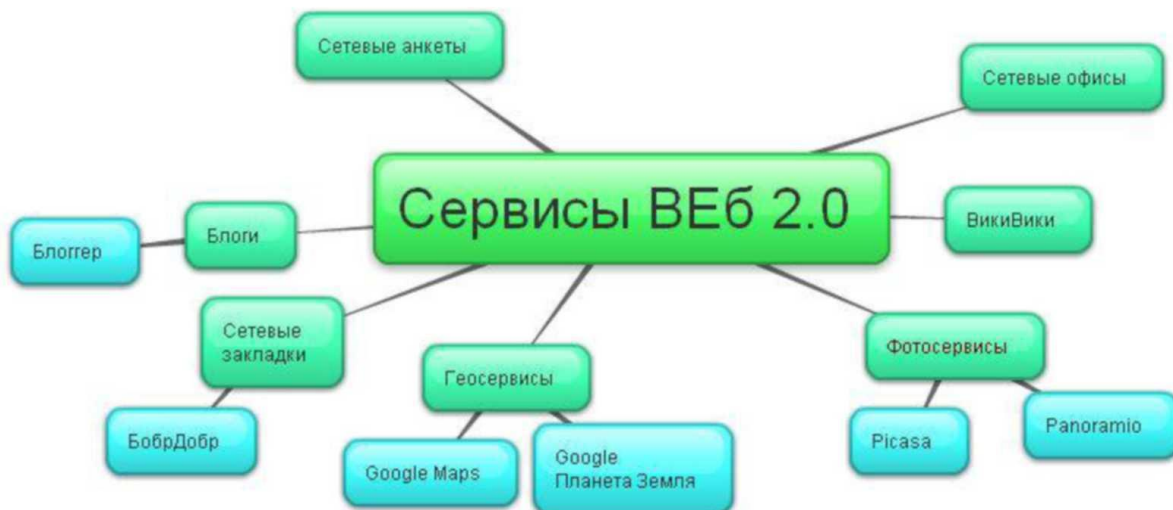 Сетевые анкеты
Сетевые офисы
Сервисы ВЕб 2.0
ВикиВики
Блоги
Блоггер
Сетевые
закладки
Фотосервисы
Геосервисы
БобрДобр
Google Maps
Google
Планета Земля
Picasa
Panoramio